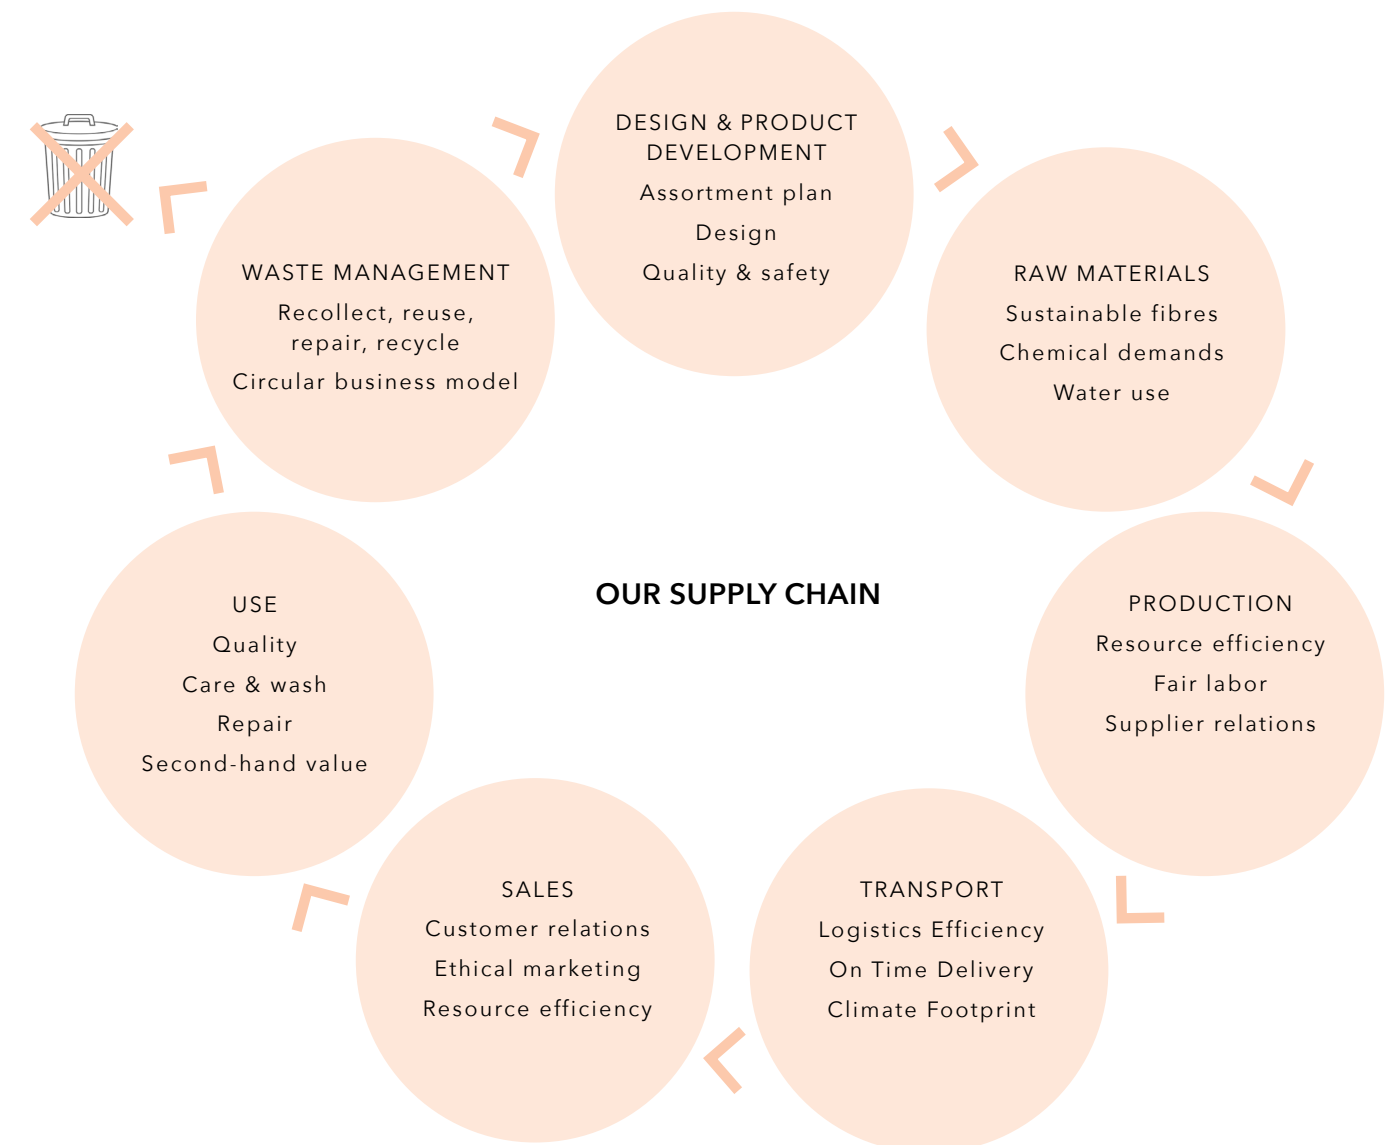 DESIGN & PRODUCT
DEVELOPMENT
Assortment plan
Design
Quality & safety
RAW MATERIALS
Sustainable fibres
Chemical demands
Water use
PRODUCTION
Resource efficiency
Fair labor
Supplier relations
TRANSPORT
Logistics Efficiency
On Time Delivery
Climate Footprint
SALES
Customer relations
Ethical marketing
Resource efficiency
USE
Quality
Care & wash
Repair
Second-hand value
WASTE MANAGEMENT
Recollect, reuse,
repair, recycle
Circular business model
OUR SUPPLY CHAIN